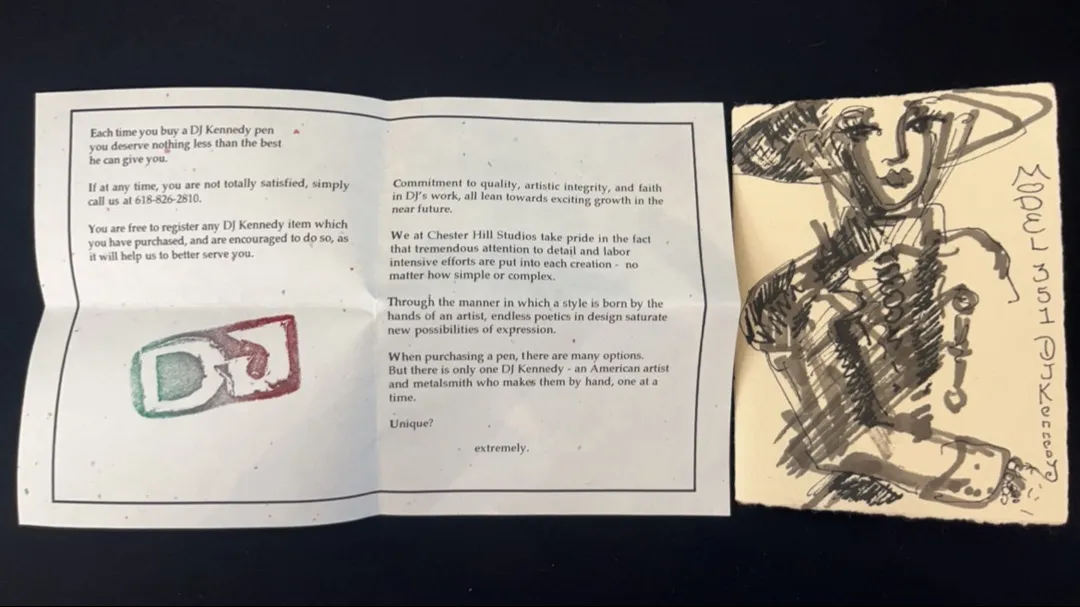 Each time you buy a DJ Kennedy pen
you deserve nothing less than the best
he can give you.
If at any time, you are not totally satisfied, simply
call us at 618-826-2810.
You are free to register any DJ Kennedy item which
you have purchased, and are encouraged to do so, as
it will help us to better serve you.
DJ
Commitment to quality, artistic integrity, and faith
in DJ's work, all lean towards exciting growth in the
near future.
We at Chester Hill Studios take pride in the fact
that tremendous attention to detail and labor
intensive efforts are put into each creation - no
matter how simple or complex.
Through the manner in which a style is born by the
hands of an artist, endless poetics in design saturate
new possibilities of expression.
When purchasing a pen, there are many options.
But there is only one DJ Kennedy - an American artist
and metalsmith who makes them by hand, one at a
time.
Unique?
extremely.
MODEL 351 DJ Kennedy